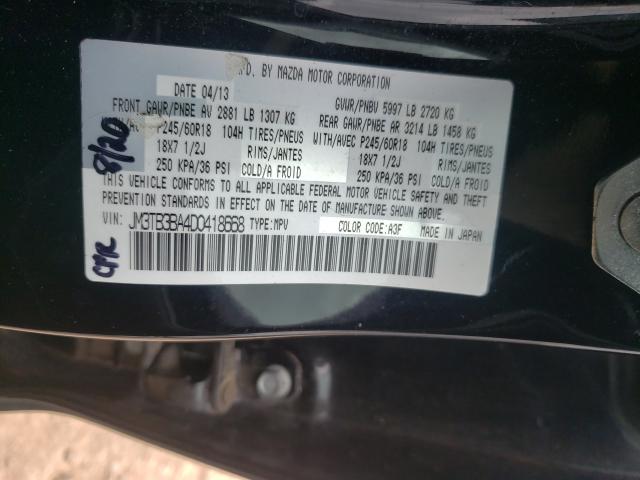 FD. BY MAZDA MOTOR CORPORATION
DATE 04/13 GVWR/PNBV 5997 LB 2720 KG
FRONT GAWR/PNBE AV 2881 LB 1307 KG REAR GAWR/PNBE AR 3214 LB 1458 KG
/AVEC P245/60R18 104H TIRES/PNEUS WITH/AVEC P245/60R18 104H TIRES/PNEUS
18X7 1/2J RIMS/JANTES 18X7 1/2J RIMS/JANTES
250 KPA/36 PSI COLD/A FROID 250 KPA/36 PSI COLD/A FROID
THIS VEHICLE CONFORMS TO ALL APPLICABLE FEDERAL MOTOR VEHICLE SAFETY AND THEFT
PREVENTION STANDARDS IN EFFECT ON THE DATE OF MANUFACTURE SHOWN ABOVE.
VIN: JM3TB3BA4D0418668 TYPE:MPV COLOR CODE:A3F MADE IN JAPAN
8/20